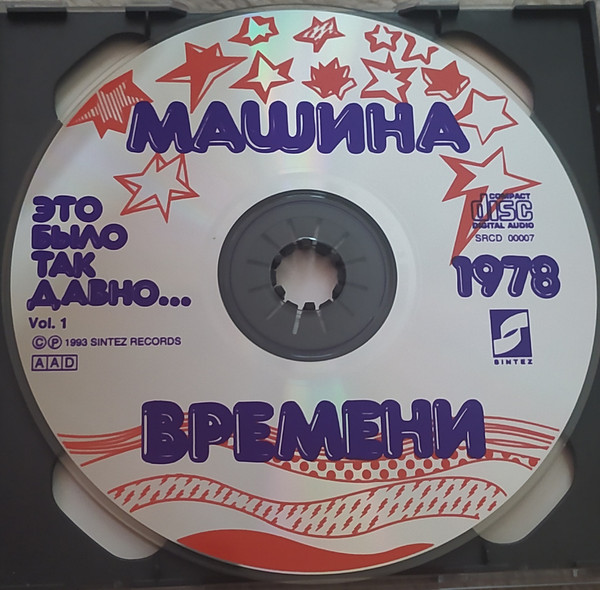 МАШИНА
ЭТО
БЫЛО
ТАК
ДАВНО...
Vol. 1
©℗ 1993 SINTEZ RECORDS
AAD
COMPACT
disc
DIGITAL AUDIO
SRCD 00007
1978
SINTEZ
ВРЕМЕНИ